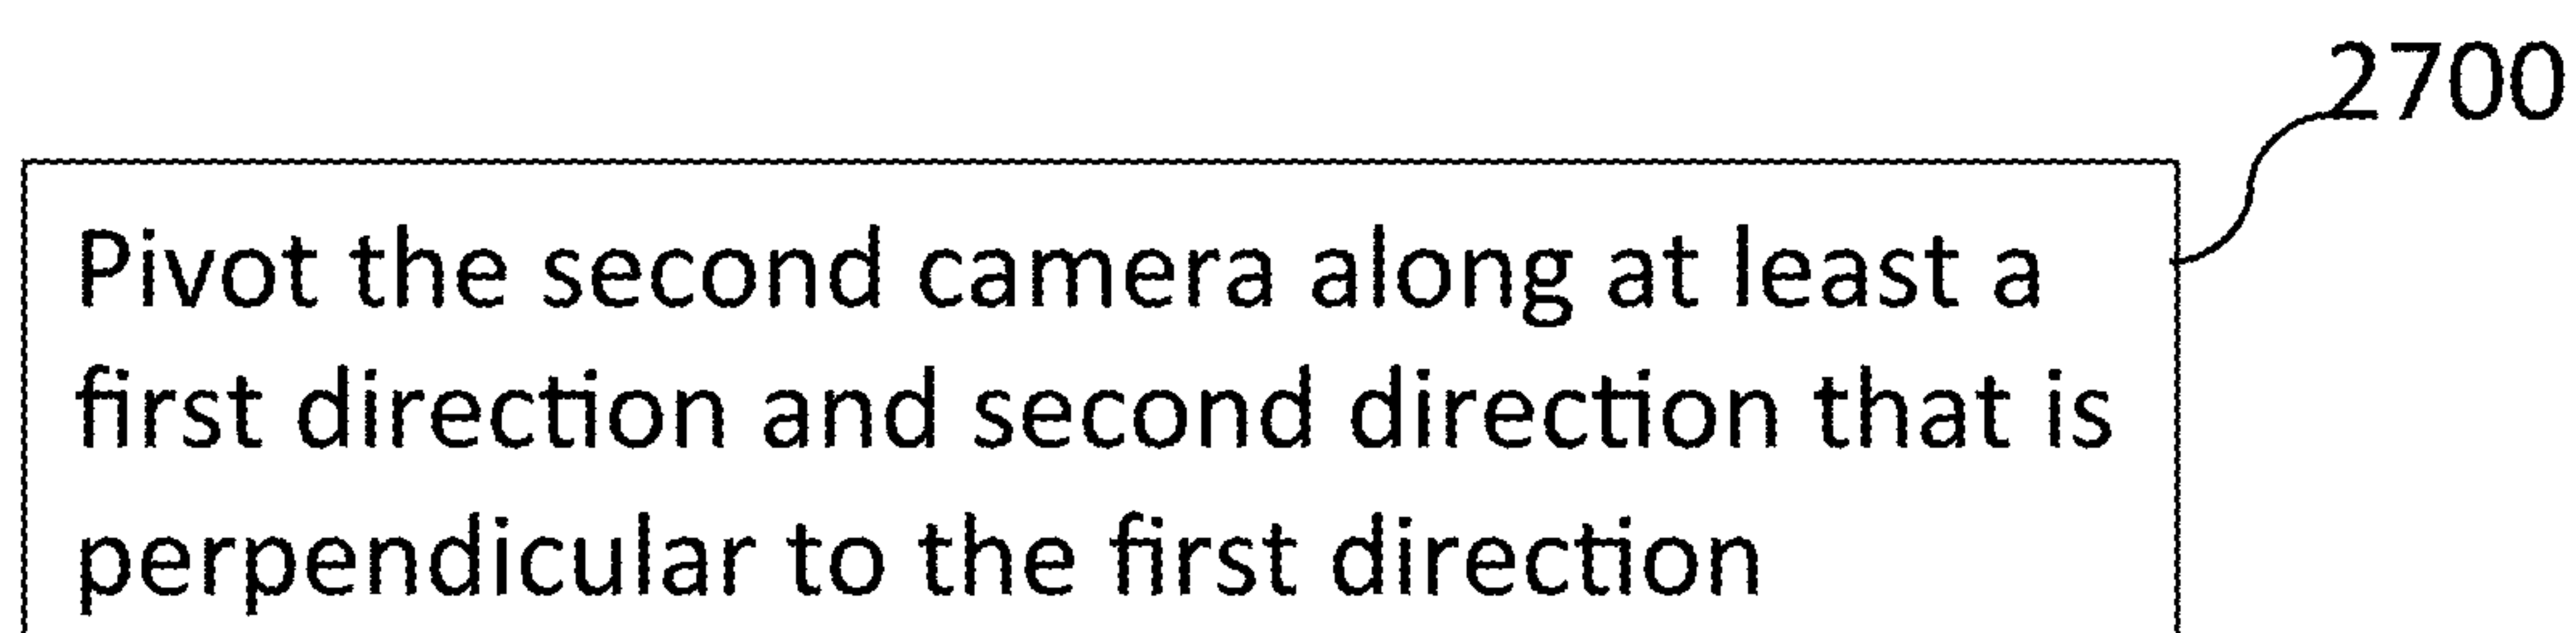 2700
Pivot the second camera along at least a
first direction and second direction that is
perpendicular to the first direction